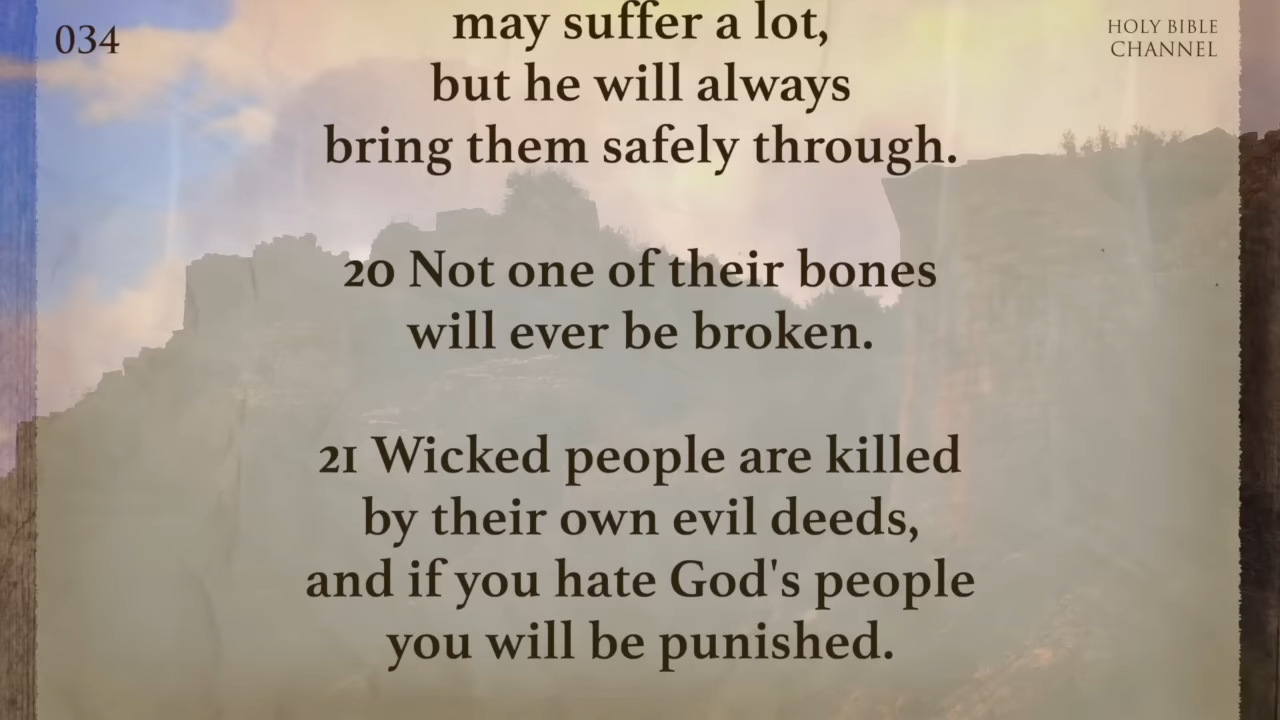 034
HOLY BIBLE
CHANNEL
may suffer a lot,
but he will always
bring them safely through.
20 Not one of their bones
will ever be broken.
21 Wicked people are killed
by their own evil deeds,
and if you hate God's people
you will be punished.